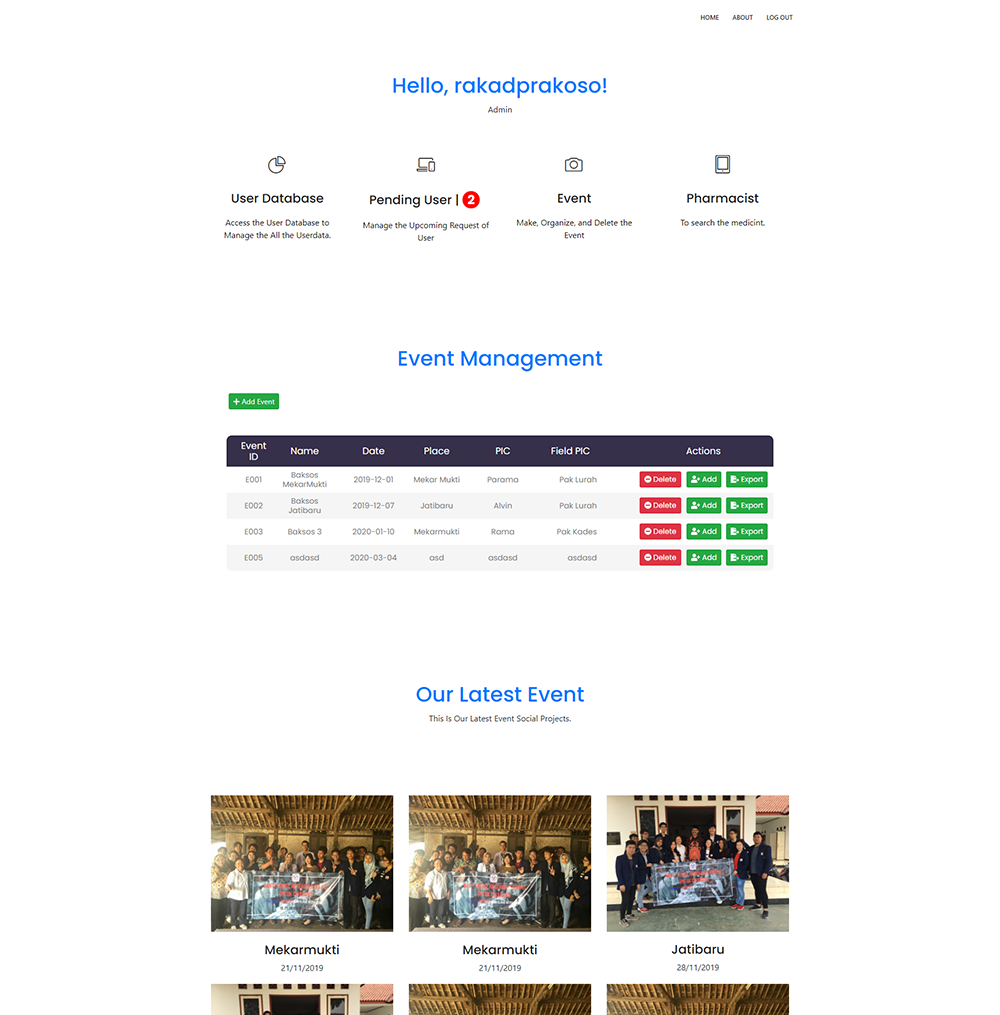 HOME ABOUT LOG OUT
Hello, rakadprakoso!
Admin
User Database
Access the User Database to
Manage the All the Userdata.
Pending User | 2
Manage the Upcoming Request of
User
Event
Make, Organize, and Delete the
Event
Pharmacist
To search the medicint.
Event Management
Add Event
Event
ID Name Date Place PIC Field PIC Actions
E001 Baksos
MekarMukti 2019-12-01 Mekar Mukti Parama Pak Lurah Delete Add Export
E002 Baksos
Jatibaru 2019-12-07 Jatibaru Alvin Pak Lurah Delete Add Export
E003 Baksos 3 2020-01-10 Mekarmukti Rama Pak Kades Delete Add Export
E005 asdasd 2020-03-04 asd asdasd asdasd Delete Add Export
Our Latest Event
This Is Our Latest Event Social Projects.
Mekarmukti
21/11/2019
Mekarmukti
21/11/2019
Jatibaru
28/11/2019